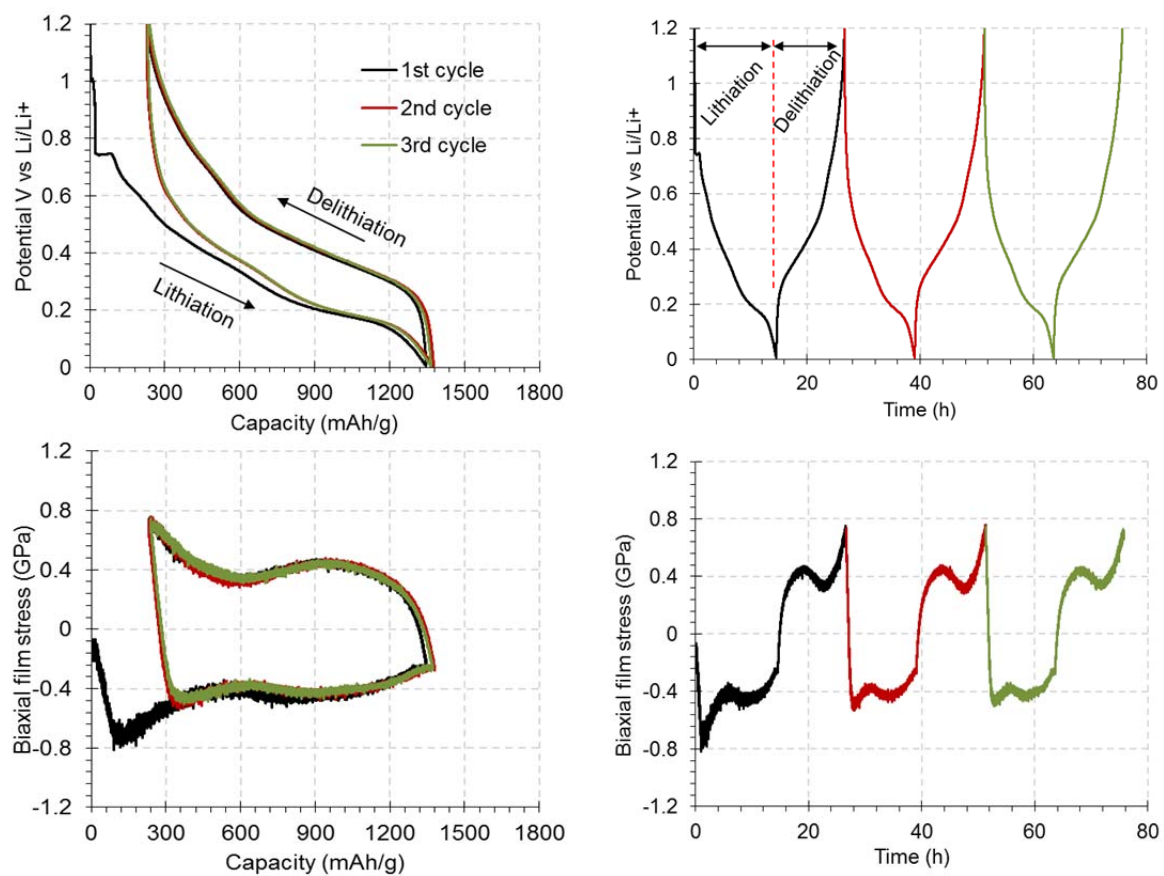 1.2
1
0.8
0.6
0.4
0.2
0
Potential V vs Li/Li+
1st cycle
2nd cycle
3rd cycle
Delithiation
Lithiation
0 300 600 900 1200 1500 1800
Capacity (mAh/g)
1.2
1
0.8
0.6
0.4
0.2
0
Potential V vs Li/Li+
Lithiation
Delithiation
0 20 40 60 80
Time (h)
1.2
0.8
0.4
0
-0.4
-0.8
-1.2
Biaxial film stress (GPa)
0 300 600 900 1200 1500 1800
Capacity (mAh/g)
1.2
0.8
0.4
0
-0.4
-0.8
-1.2
Biaxial film stress (GPa)
0 20 40 60 80
Time (h)